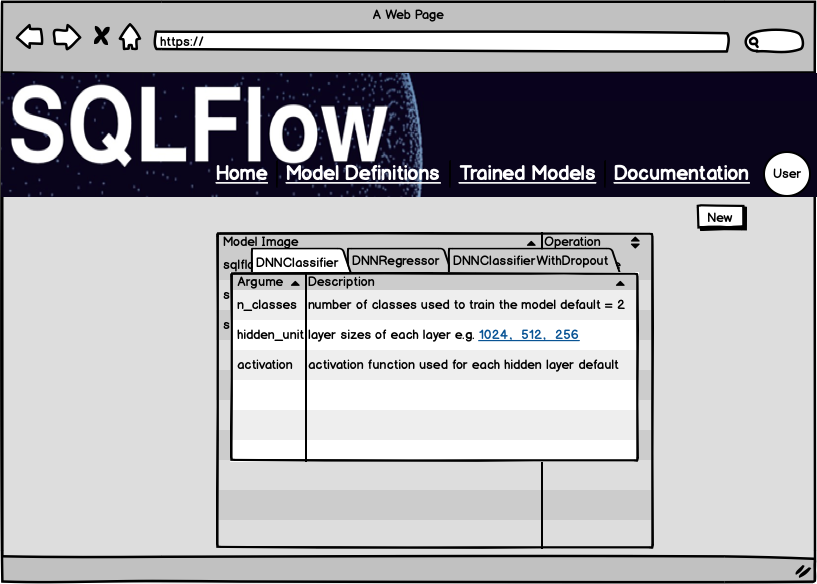 A Web Page
https://
SQLFlow
Home Model Definitions Trained Models Documentation User
New
Model Image Operation
DNNClassifier DNNRegressor DNNClassifierWithDropout
Argume Description
n_classes number of classes used to train the model default = 2
hidden_unit layer sizes of each layer e.g. 1024, 512, 256
activation activation function used for each hidden layer default